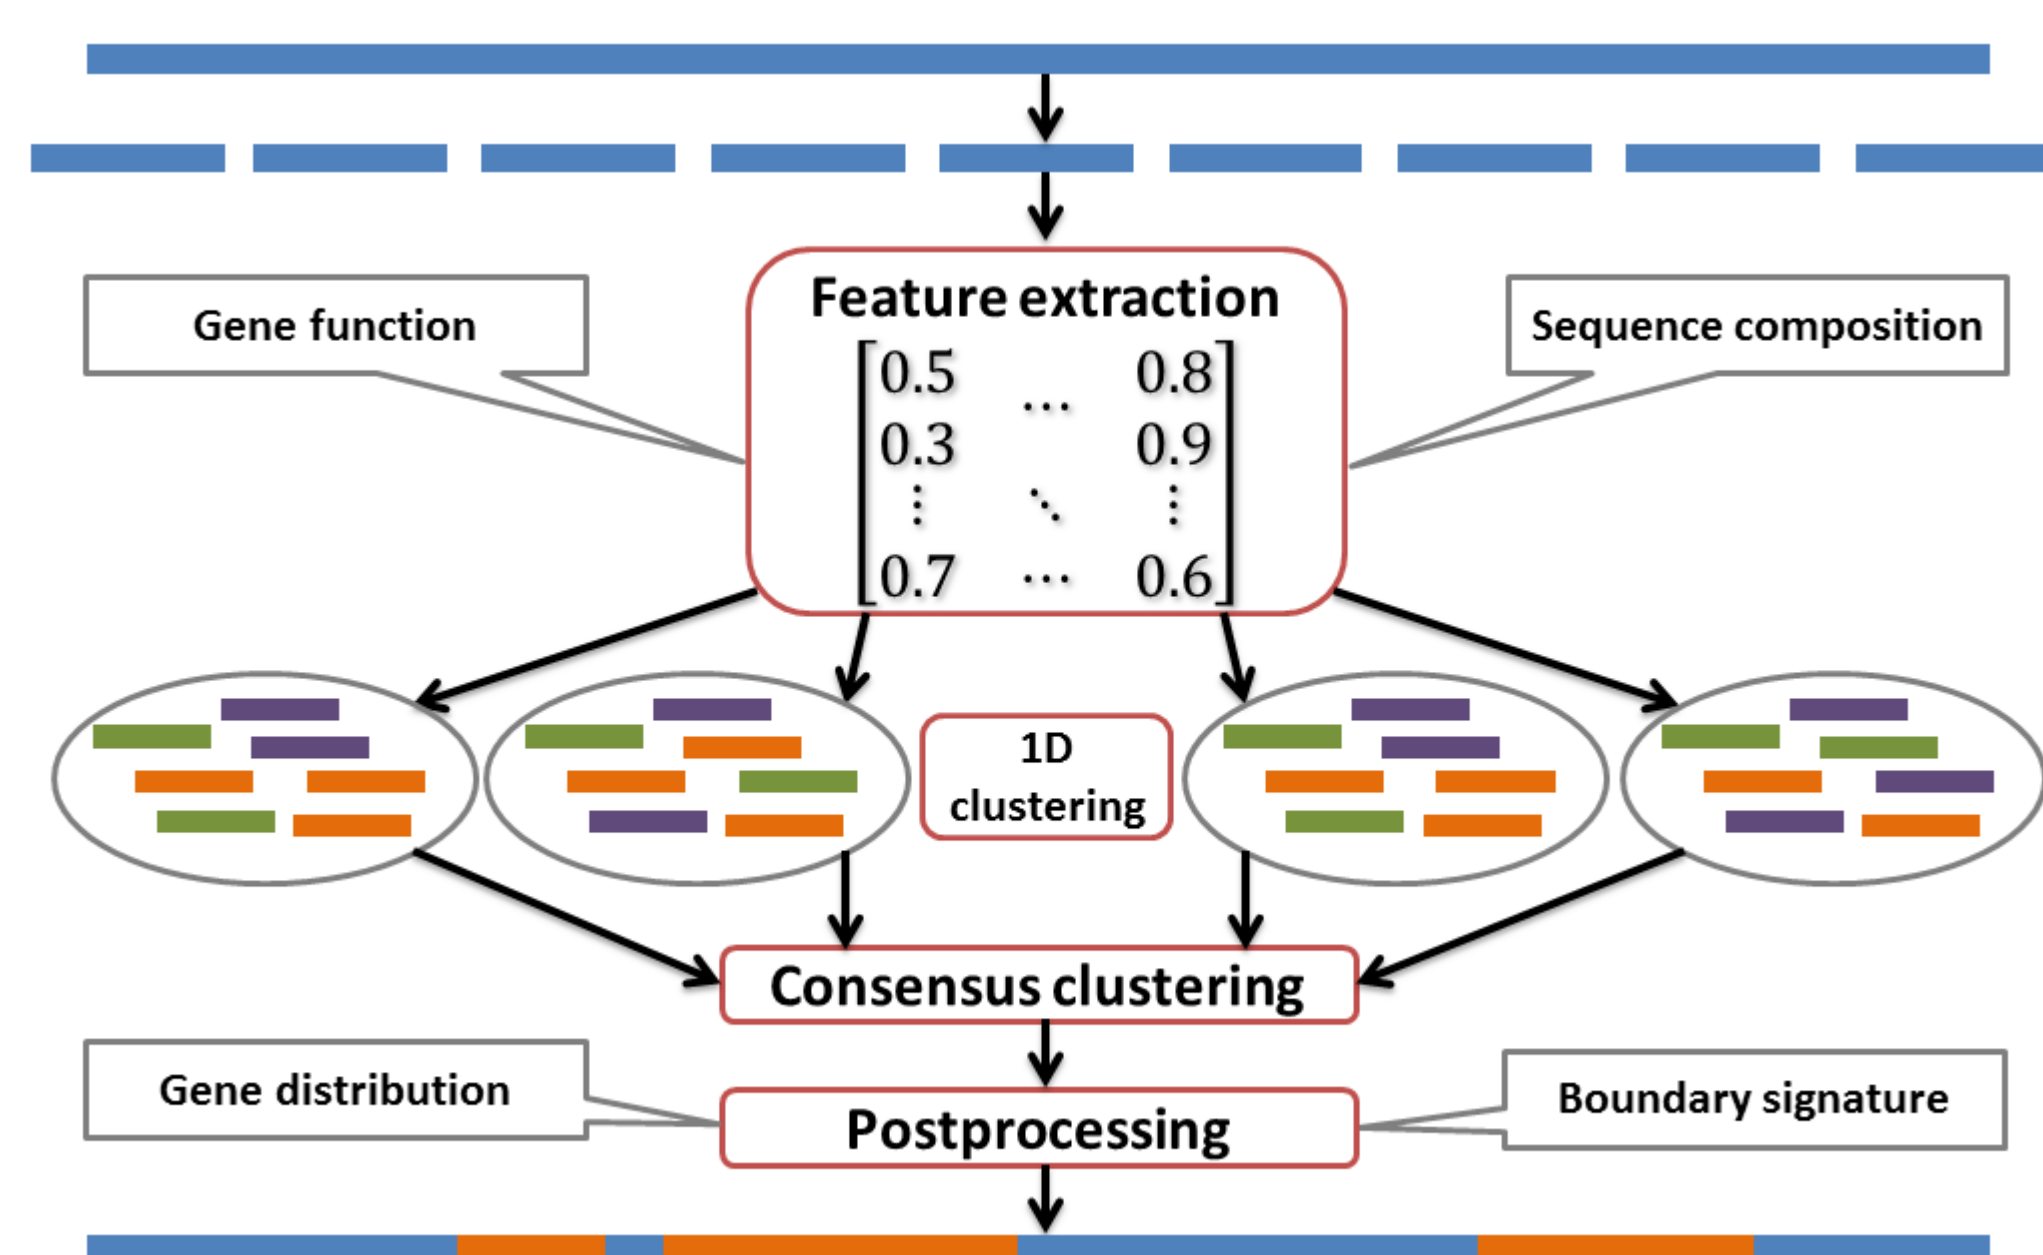 Feature extraction
Gene function
Sequence composition
0.5 ... 0.8
0.3 0.9
⋮ ⋱ ⋮
0.7 ... 0.6
1D
clustering
Consensus clustering
Gene distribution
Boundary signature
Postprocessing